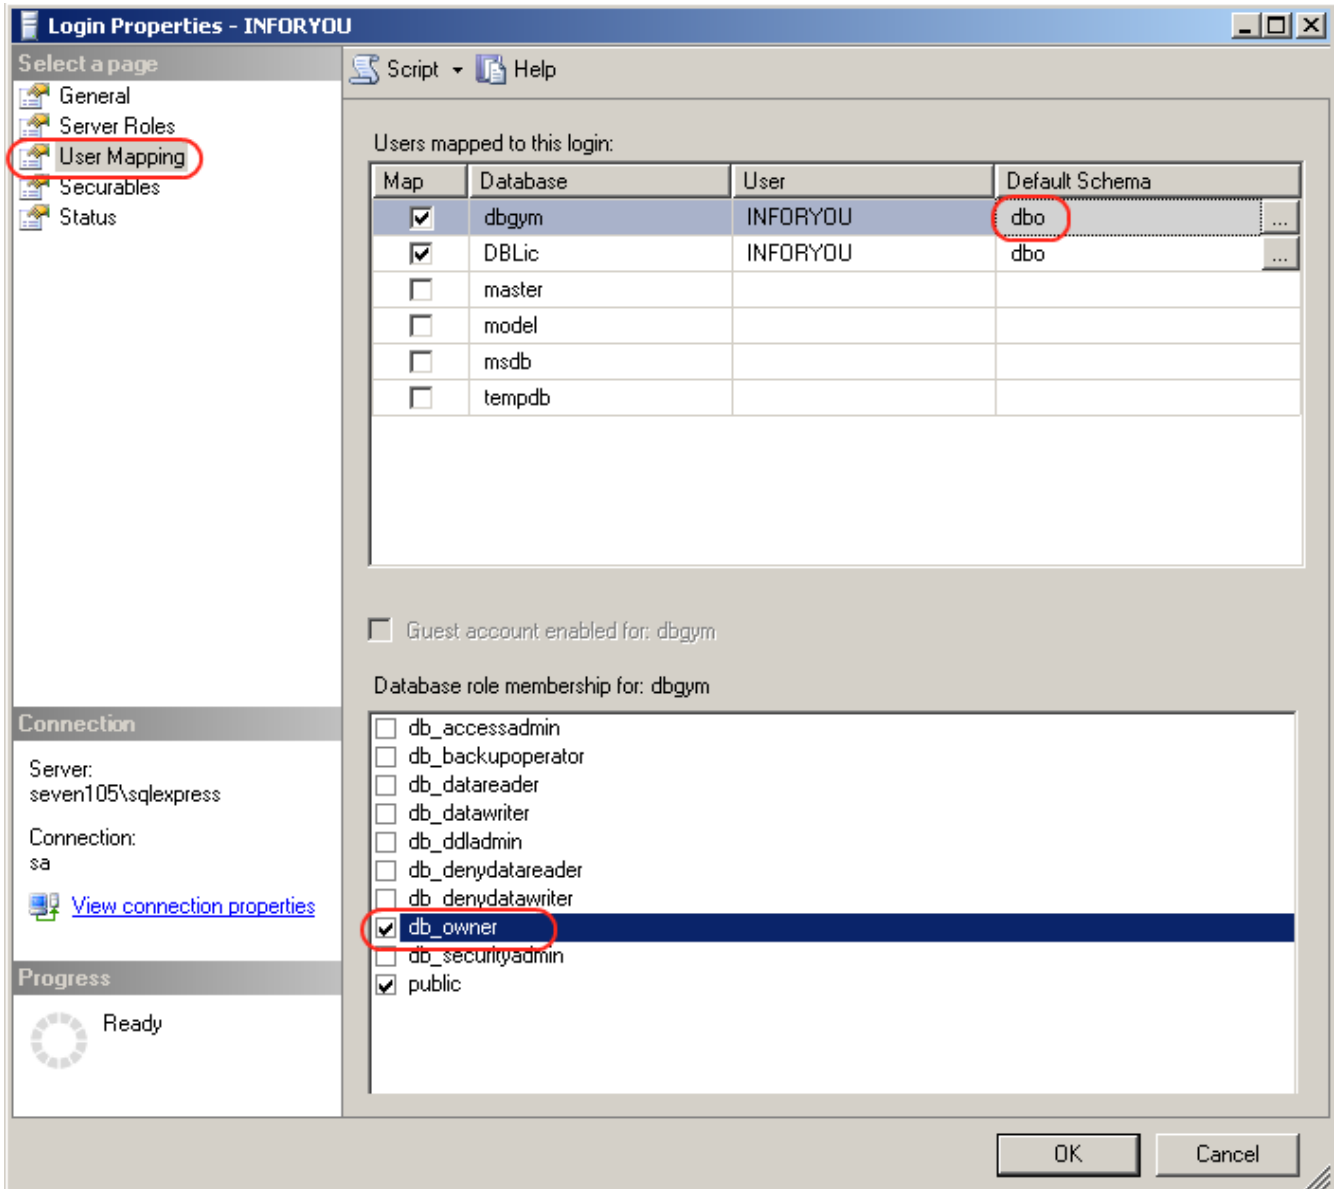 Login Properties - INFORYOU
Select a page
General
Server Roles
User Mapping
Securables
Status
Script Help
Users mapped to this login:
Map Database User Default Schema
dbgym INFORYOU dbo ...
DBLic INFORYOU dbo ...
master
model
msdb
tempdb
Guest account enabled for: dbgym
Database role membership for: dbgym
db_accessadmin
db_backupoperator
db_datareader
db_datawriter
db_ddladmin
db_denydatareader
db_denydatawriter
db_owner
db_securityadmin
public
Connection
Server:
seven105\sqlexpress
Connection:
sa
View connection properties
Progress
Ready
OK Cancel